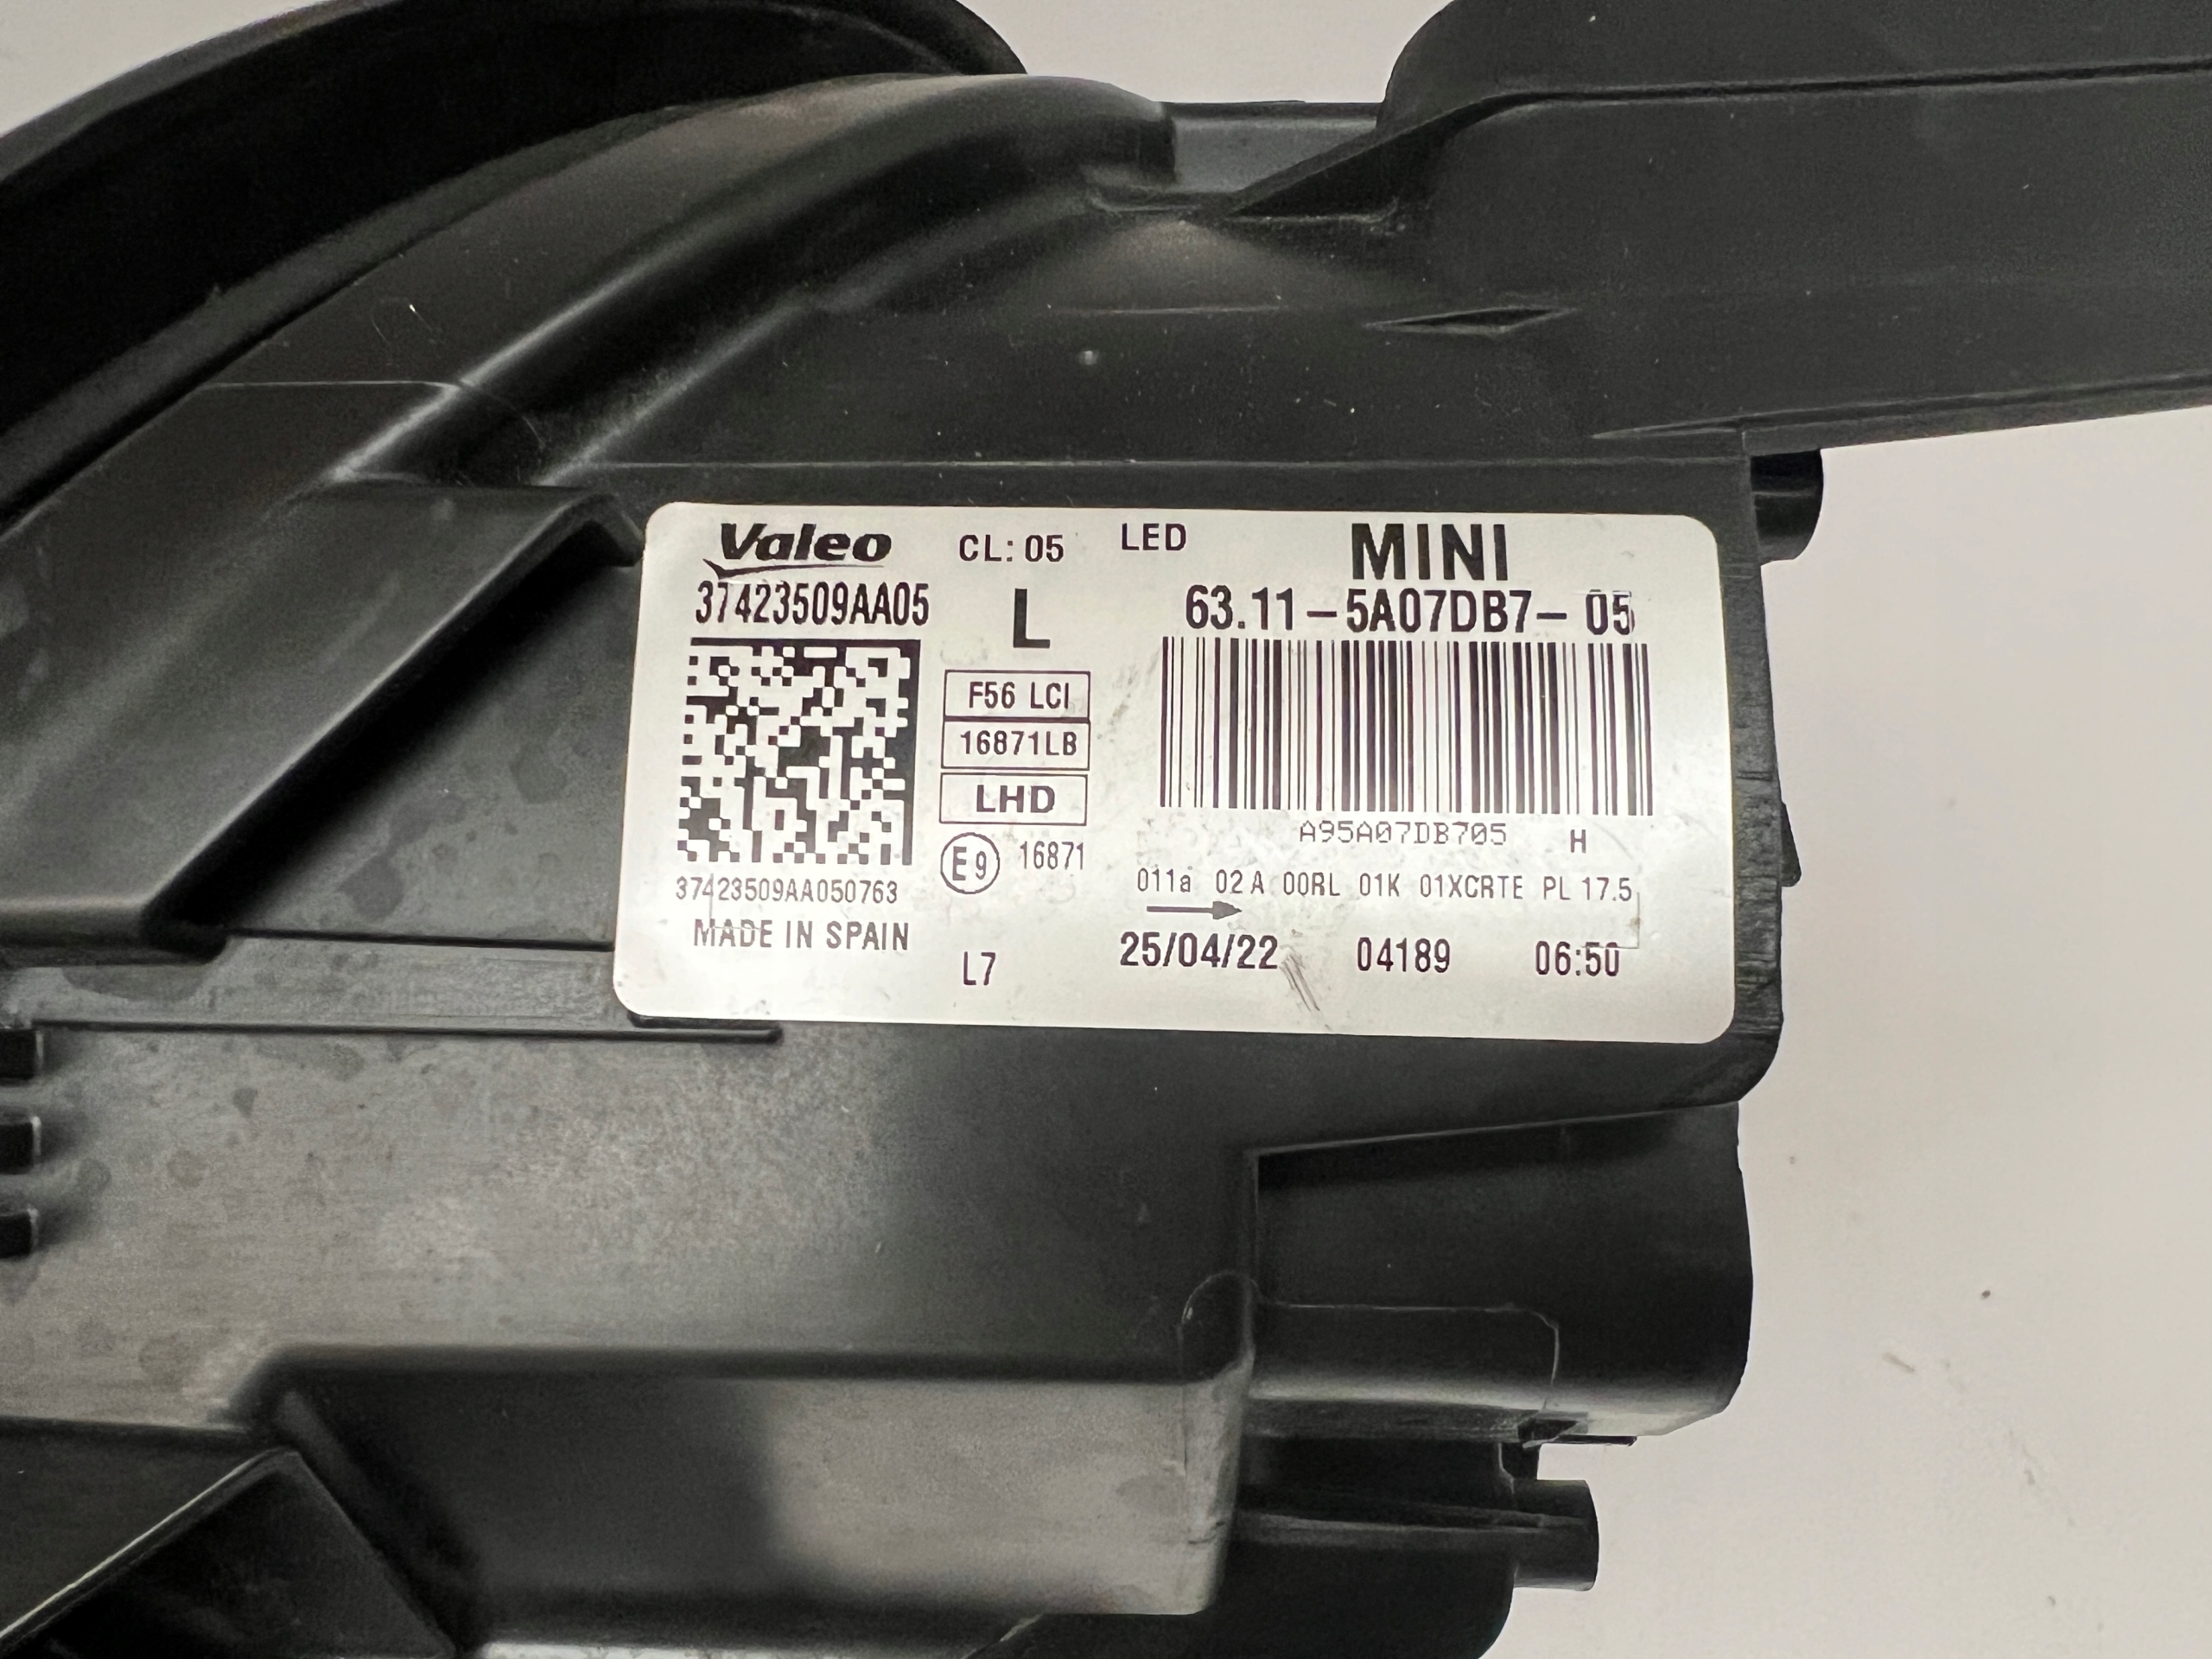 Valeo CL: 05 LED MINI
37423509AA05 L 63.11-5A07DB7-05
F56 LCI
16871LB
LHD
A95A07DB705 H
E9 16871
011a 02A 00RL 01K 01XCRTE PL 17.5
37423509AA050763
MADE IN SPAIN
L7 25/04/22 04189 06:50